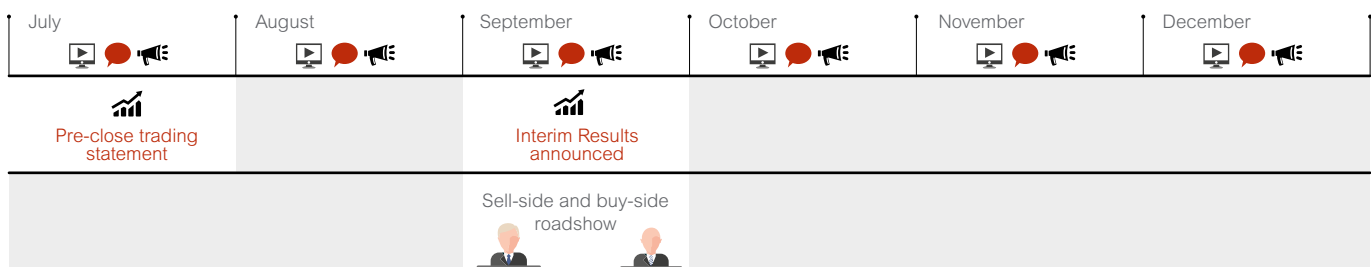 July
August
September
October
November
December
Pre-close trading
statement
Interim Results
announced
Sell-side and buy-side
roadshow